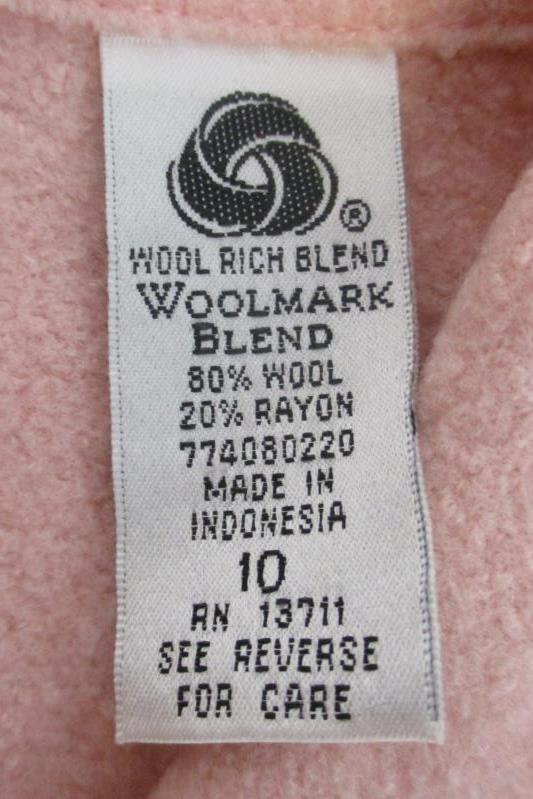 ®
WOOL RICH BLEND
WOOLMARK
BLEND
80% WOOL
20% RAYON
774080220
MADE IN
INDONESIA
10
RN 13711
SEE REVERSE
FOR CARE